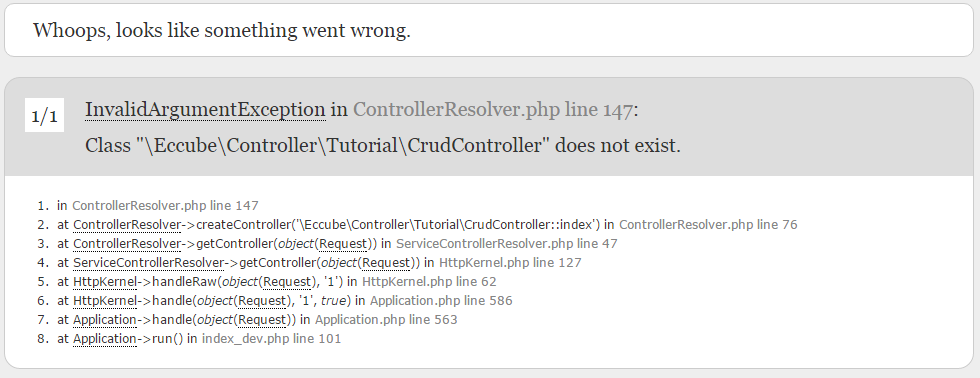 Whoops, looks like something went wrong.
1/1
InvalidArgumentException in ControllerResolver.php line 147:
Class "\Eccube\Controller\Tutorial\CrudController" does not exist.
1. in ControllerResolver.php line 147
2. at ControllerResolver->createController('\Eccube\Controller\Tutorial\CrudController::index') in ControllerResolver.php line 76
3. at ControllerResolver->getController(object(Request)) in ServiceControllerResolver.php line 47
4. at ServiceControllerResolver->getController(object(Request)) in HttpKernel.php line 127
5. at HttpKernel->handleRaw(object(Request), '1') in HttpKernel.php line 62
6. at HttpKernel->handle(object(Request), '1', true) in Application.php line 586
7. at Application->handle(object(Request)) in Application.php line 563
8. at Application->run() in index_dev.php line 101